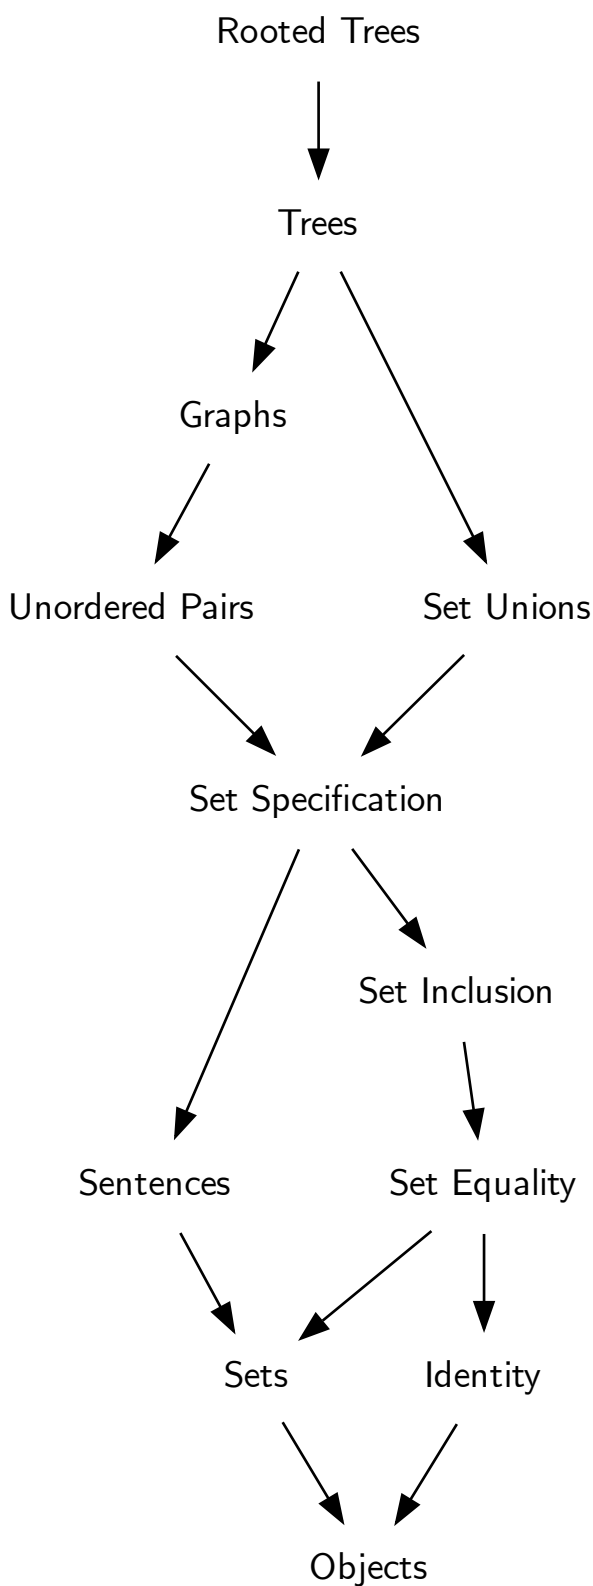 Rooted Trees
Trees
Graphs
Unordered Pairs
Set Unions
Set Specification
Set Inclusion
Sentences
Set Equality
Sets
Identity
Objects